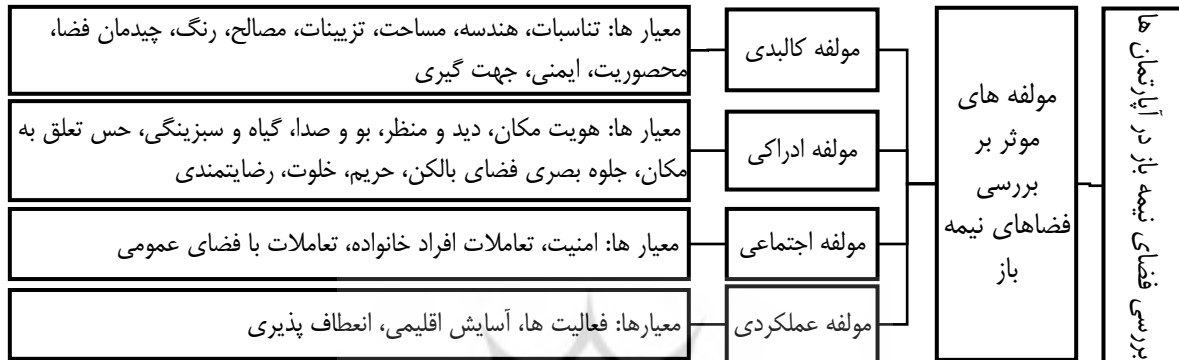 بررسی فضای نیمه باز در آپارتمان ها
مولفه های
موثر بر
بررسی
فضاهای نیمه
باز
مولفه کالبدی
معیار ها: تناسبات، هندسه، مساحت، تزیینات، مصالح، رنگ، چیدمان فضا،
محصوریت، ایمنی، جهت گیری
مولفه ادراکی
معیار ها: هویت مکان، دید و منظر، بو و صدا، گیاه و سبزینگی، حس تعلق به
مکان، جلوه بصری فضای بالکن، حریم، خلوت، رضایتمندی
مولفه اجتماعی
معیار ها: امنیت، تعاملات افراد خانواده، تعاملات با فضای عمومی
مولفه عملکردی
معیارها: فعالیت ها، آسایش اقلیمی، انعطاف پذیری